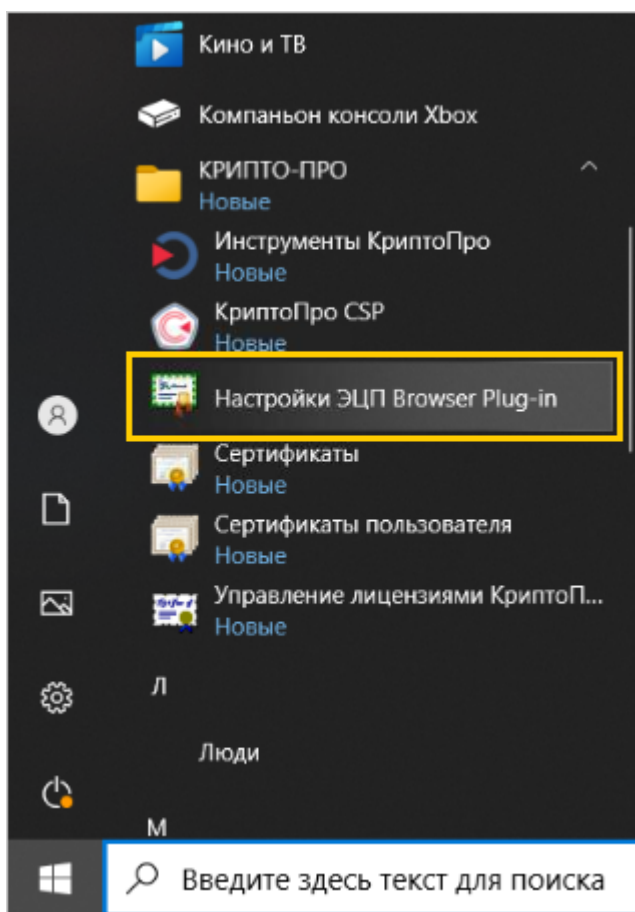 Кино и ТВ
Компаньон консоли Xbox
КРИПТО-ПРО
Новые
Инструменты КриптоПро
Новые
КриптоПро CSP
Новые
Настройки ЭЦП Browser Plug-in
Сертификаты
Новые
Сертификаты пользователя
Новые
Управление лицензиями КриптоП...
Новые
Л
Люди
М
Введите здесь текст для поиска